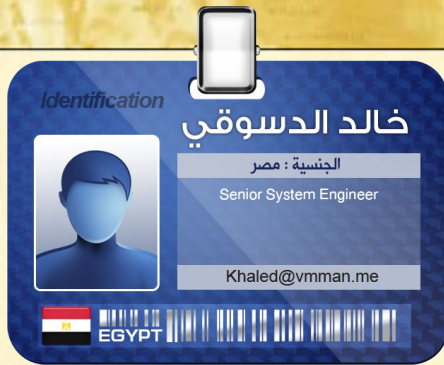 Identification
خالد الدسوقي
الجنسية : مصر
Senior System Engineer
Khaled@vmman.me
EGYPT